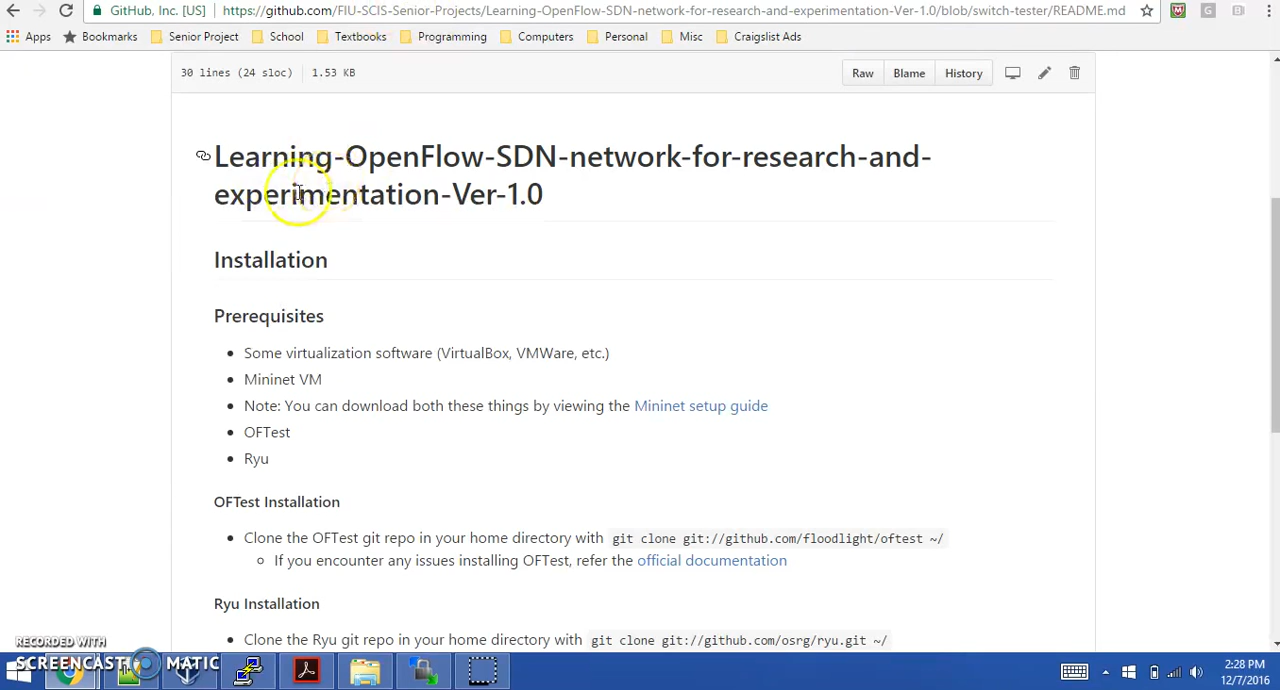 GitHub, Inc. [US] https://github.com/FIU-SCIS-Senior-Projects/Learning-OpenFlow-SDN-network-for-research-and-experimentation-Ver-1.0/blob/switch-tester/README.md
Apps Bookmarks Senior Project School Textbooks Programming Computers Personal Misc Craigslist Ads
30 lines (24 sloc) 1.53 KB Raw Blame History
Learning-OpenFlow-SDN-network-for-research-and-
experimentation-Ver-1.0
Installation
Prerequisites
Some virtualization software (VirtualBox, VMWare, etc.)
Mininet VM
Note: You can download both these things by viewing the Mininet setup guide
OFTest
Ryu
OFTest Installation
Clone the OFTest git repo in your home directory with git clone git://github.com/floodlight/oftest ~/
If you encounter any issues installing OFTest, refer the official documentation
Ryu Installation
Clone the Ryu git repo in your home directory with git clone git://github.com/osrg/ryu.git ~/
RECORDED WITH
SCREENCAST MATIC
2:28 PM
12/7/2016